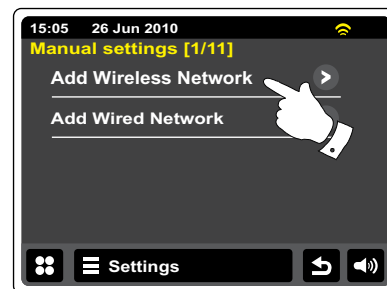 15:05 26 Jun 2010
Manual settings [1/11]
Add Wireless Network
Add Wired Network
Settings